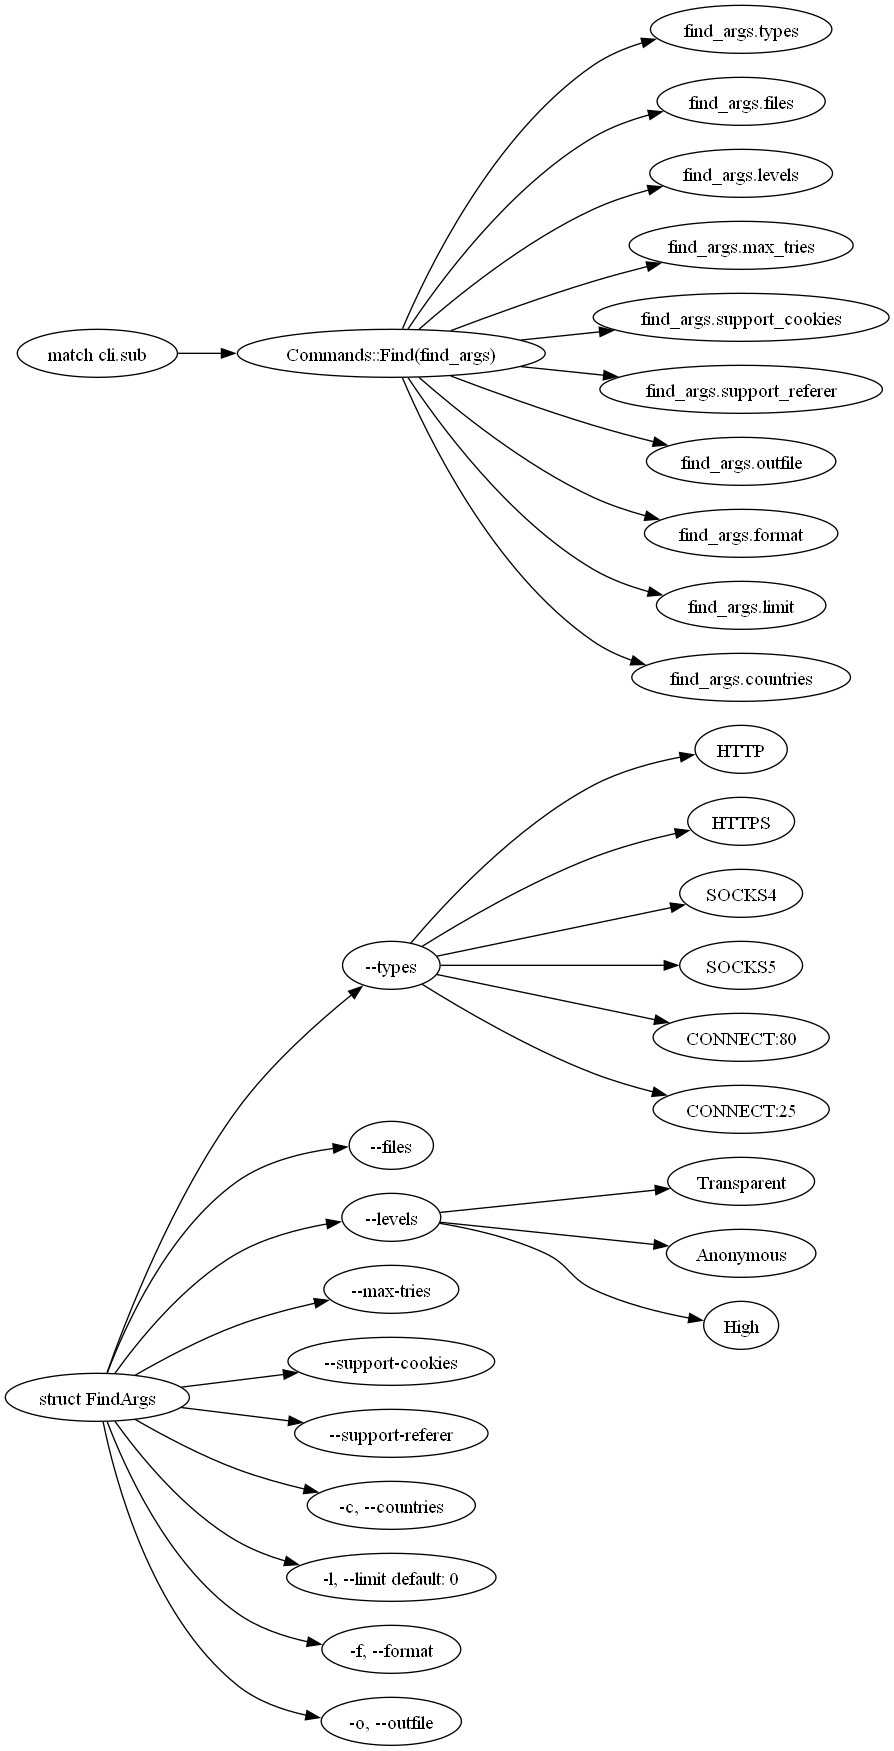 match cli.sub
Commands::Find(find_args)
find_args.types
find_args.files
find_args.levels
find_args.max_tries
find_args.support_cookies
find_args.support_referer
find_args.outfile
find_args.format
find_args.limit
find_args.countries
struct FindArgs
--types
HTTP
HTTPS
SOCKS4
SOCKS5
CONNECT:80
CONNECT:25
--files
--levels
Transparent
Anonymous
High
--max-tries
--support-cookies
--support-referer
-c, --countries
-l, --limit default: 0
-f, --format
-o, --outfile